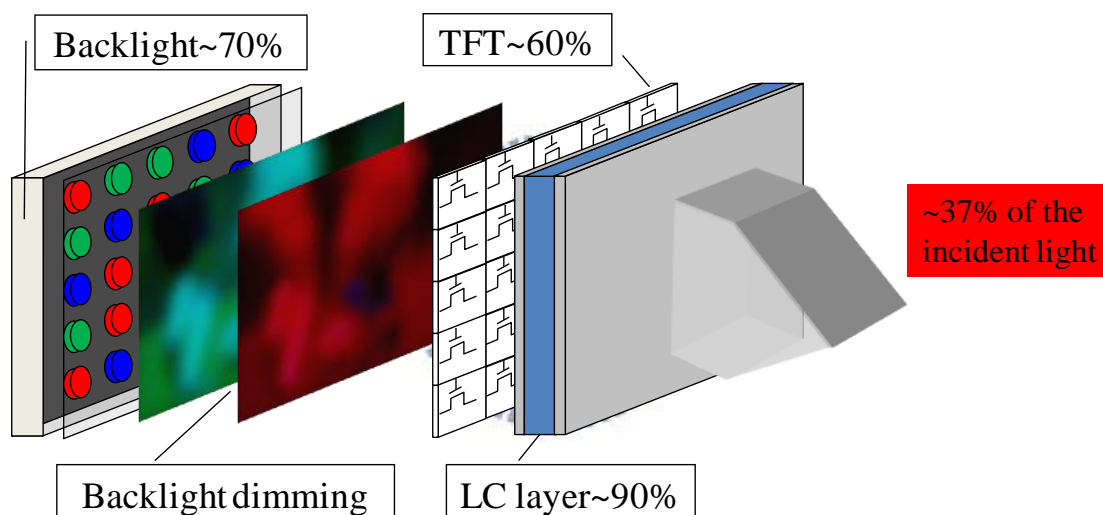 Backlight~70%
TFT~60%
~37% of the
incident light
Backlight dimming
LC layer~90%